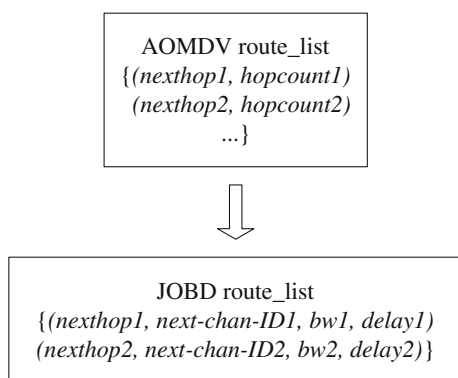 AOMDV route_list
{(nexthop1, hopcount1)
(nexthop2, hopcount2)
...}
JOBD route_list
{(nexthop1, next-chan-ID1, bw1, delay1)
(nexthop2, next-chan-ID2, bw2, delay2)}